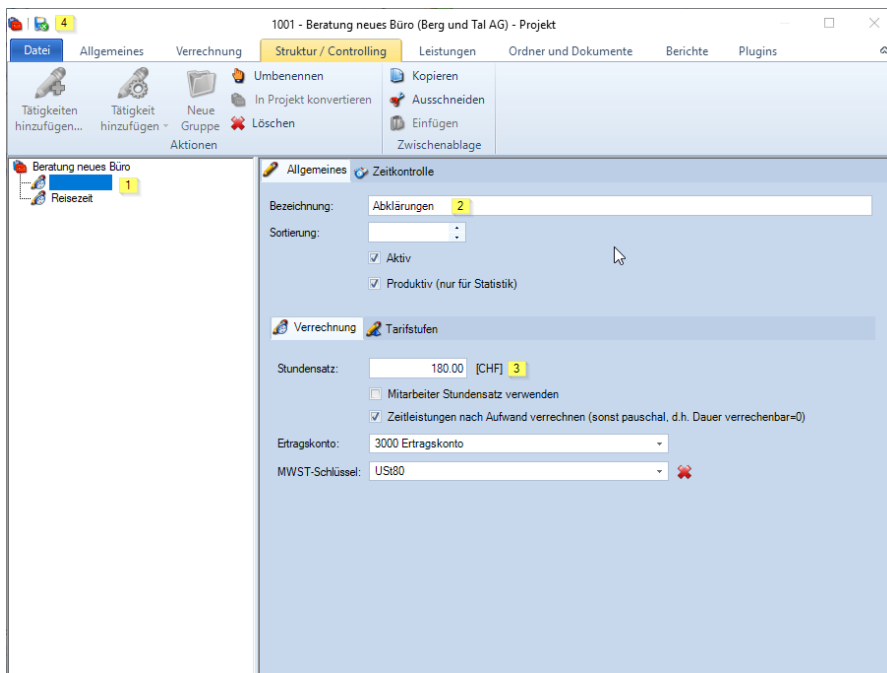 4
1001 - Beratung neues Büro (Berg und Tal AG) - Projekt
Datei Allgemeines Verrechnung Struktur / Controlling Leistungen Ordner und Dokumente Berichte Plugins
Tätigkeiten hinzufügen...
Tätigkeit hinzufügen
Neue Gruppe
Umbenennen
In Projekt konvertieren
Löschen
Aktionen
Kopieren
Ausschneiden
Einfügen
Zwischenablage
Beratung neues Büro
1
Reisezeit
Allgemeines Zeitkontrolle
Bezeichnung: Abklärungen 2
Sortierung:
Aktiv
Produktiv (nur für Statistik)
Verrechnung Tarifstufen
Stundensatz: 180.00 [CHF] 3
Mitarbeiter Stundensatz verwenden
Zeitleistungen nach Aufwand verrechnen (sonst pauschal, d.h. Dauer verrechenbar=0)
Ertragskonto: 3000 Ertragskonto
MWST-Schlüssel: USt80